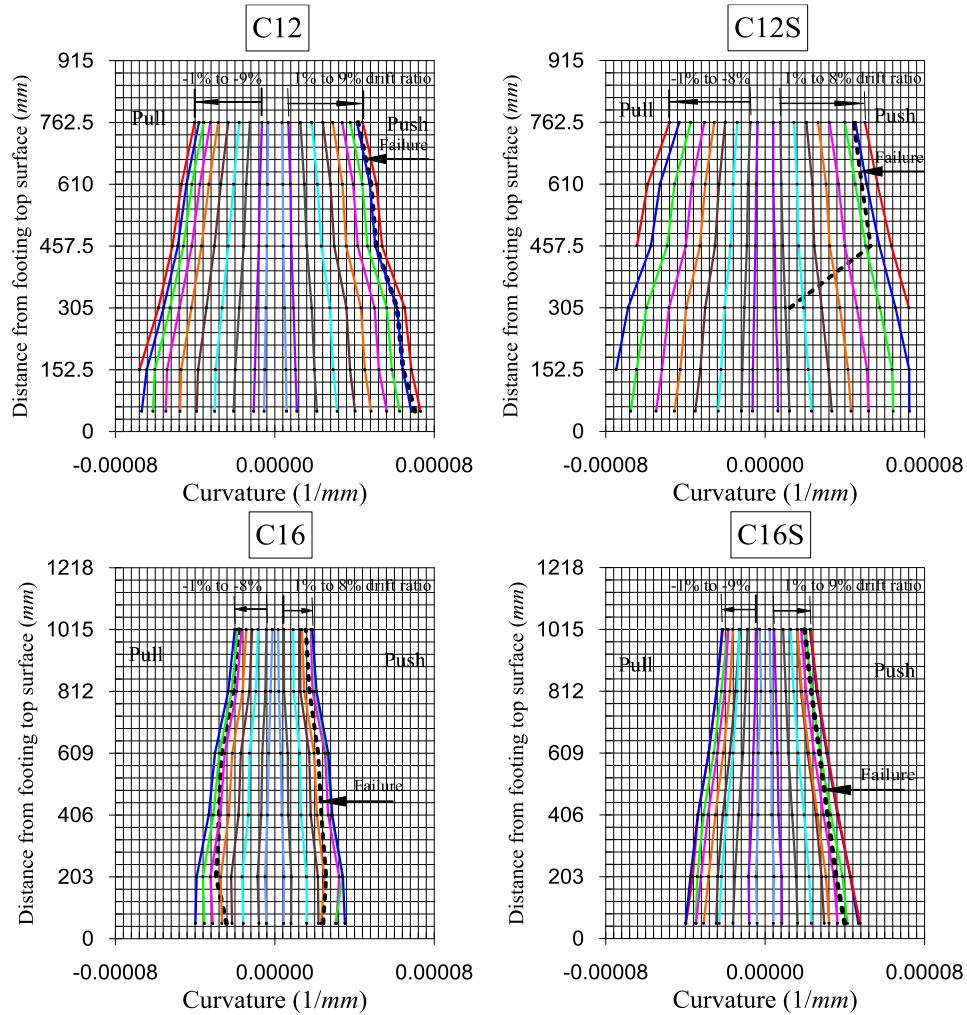 C12
Distance from footing top surface (mm)
915
762.5
610
457.5
305
152.5
0
-1% to -9%
1% to 9% drift ratio
Pull
Push
Failure
-0.00008
0.00000
0.00008
Curvature (1/mm)
C12S
Distance from footing top surface (mm)
915
762.5
610
457.5
305
152.5
0
-1% to -8%
1% to 8% drift ratio
Pull
Push
Failure
-0.00008
0.00000
0.00008
Curvature (1/mm)
C16
Distance from footing top surface (mm)
1218
1015
812
609
406
203
0
-1% to -8%
1% to 8% drift ratio
Pull
Push
Failure
-0.00008
0.00000
0.00008
Curvature (1/mm)
C16S
Distance from footing top surface (mm)
1218
1015
812
609
406
203
0
-1% to -9%
1% to 9% drift ratio
Pull
Push
Failure
-0.00008
0.00000
0.00008
Curvature (1/mm)